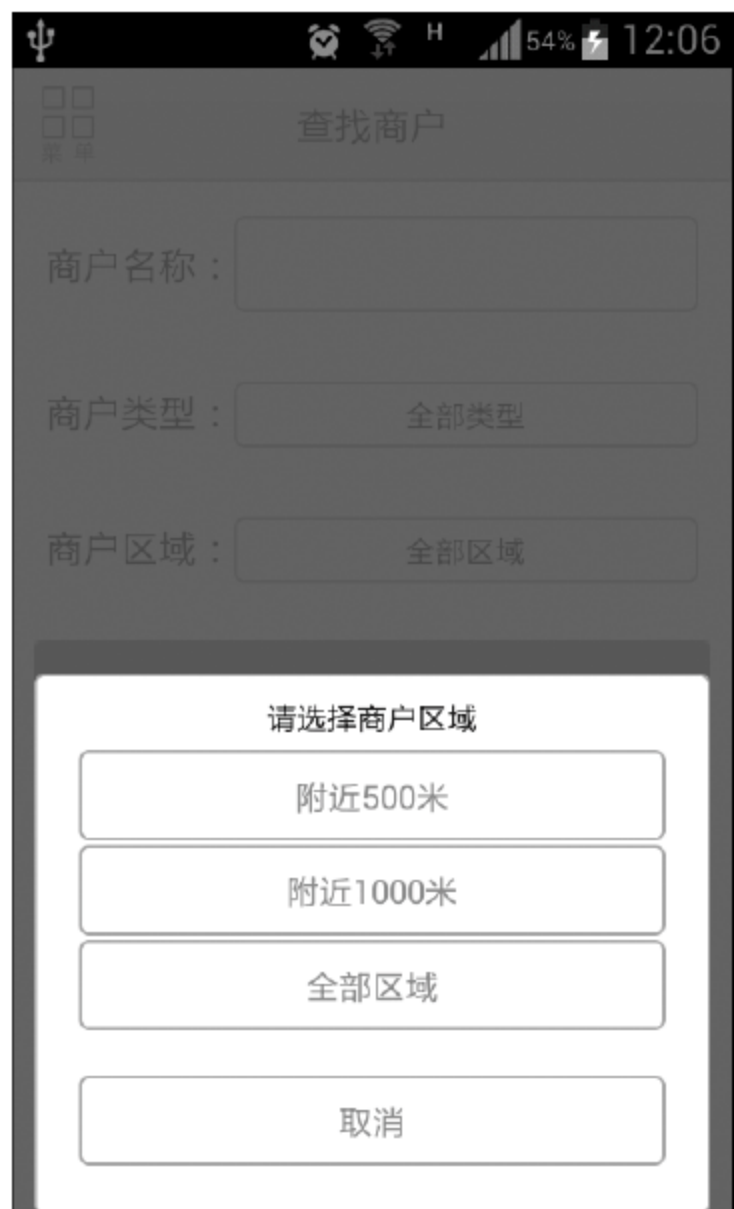 H 54% 12:06
菜单
查找商户
商户名称：
商户类型： 全部类型
商户区域： 全部区域
请选择商户区域
附近500米
附近1000米
全部区域
取消